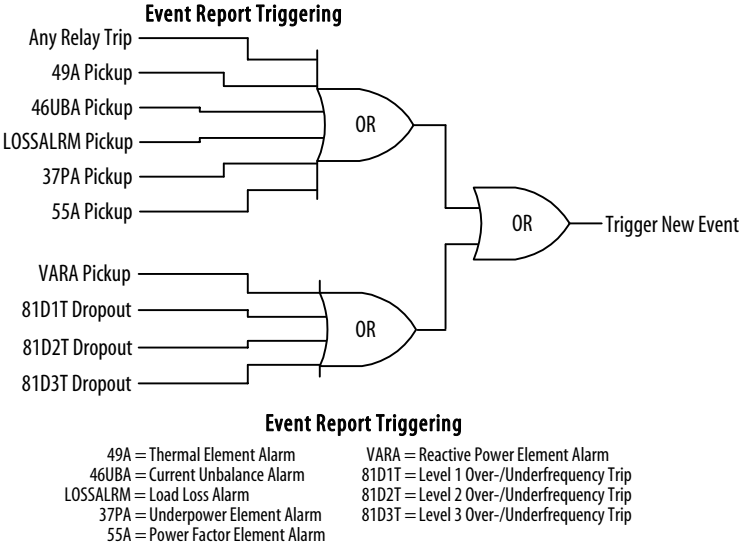 Event Report Triggering
Any Relay Trip
49A Pickup
46UBA Pickup
LOSSALRM Pickup
37PA Pickup
55A Pickup
OR
OR
Trigger New Event
VARA Pickup
81D1T Dropout
81D2T Dropout
81D3T Dropout
OR
Event Report Triggering
49A = Thermal Element Alarm
46UBA = Current Unbalance Alarm
LOSSALRM = Load Loss Alarm
37PA = Underpower Element Alarm
55A = Power Factor Element Alarm
VARA = Reactive Power Element Alarm
81D1T = Level 1 Over-/Underfrequency Trip
81D2T = Level 2 Over-/Underfrequency Trip
81D3T = Level 3 Over-/Underfrequency Trip